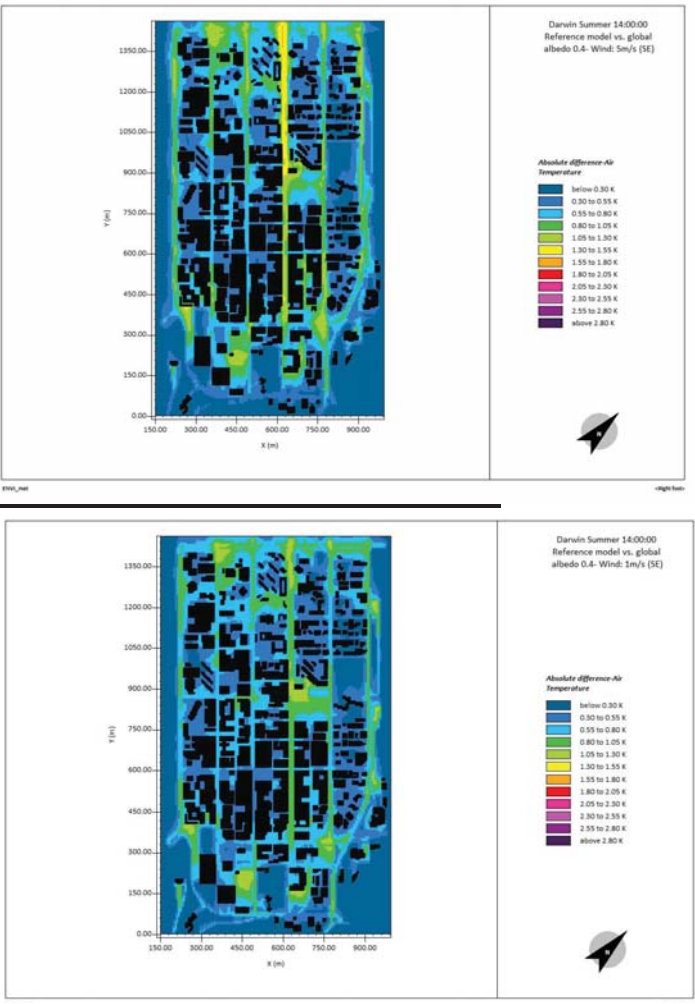 Darwin Summer 14:00:00
Reference model vs. global
albedo 0.4- Wind: 5m/s (SE)
Absolute difference-Air
Temperature
below 0.30 K
0.30 to 0.55 K
0.55 to 0.80 K
0.80 to 1.05 K
1.05 to 1.30 K
1.30 to 1.55 K
1.55 to 1.80 K
1.80 to 2.05 K
2.05 to 2.30 K
2.30 to 2.55 K
2.55 to 2.80 K
above 2.80 K
N
Y (m)
1350.00
1200.00
1050.00
900.00
750.00
600.00
450.00
300.00
150.00
0.00
150.00 300.00 450.00 600.00 750.00 900.00
X (m)
ENVI_met <Right foot>
Darwin Summer 14:00:00
Reference model vs. global
albedo 0.4- Wind: 1m/s (SE)
Absolute difference-Air
Temperature
below 0.30 K
0.30 to 0.55 K
0.55 to 0.80 K
0.80 to 1.05 K
1.05 to 1.30 K
1.30 to 1.55 K
1.55 to 1.80 K
1.80 to 2.05 K
2.05 to 2.30 K
2.30 to 2.55 K
2.55 to 2.80 K
above 2.80 K
N
Y (m)
1350.00
1200.00
1050.00
900.00
750.00
600.00
450.00
300.00
150.00
0.00
150.00 300.00 450.00 600.00 750.00 900.00
X (m)